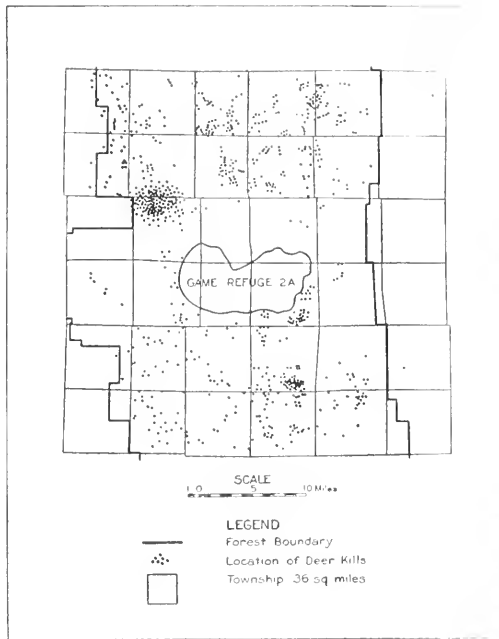 GAME REFUGE 2A
SCALE
1 0 5 10 Miles
LEGEND
Forest Boundary
Location of Deer Kills
Township 36 sq miles